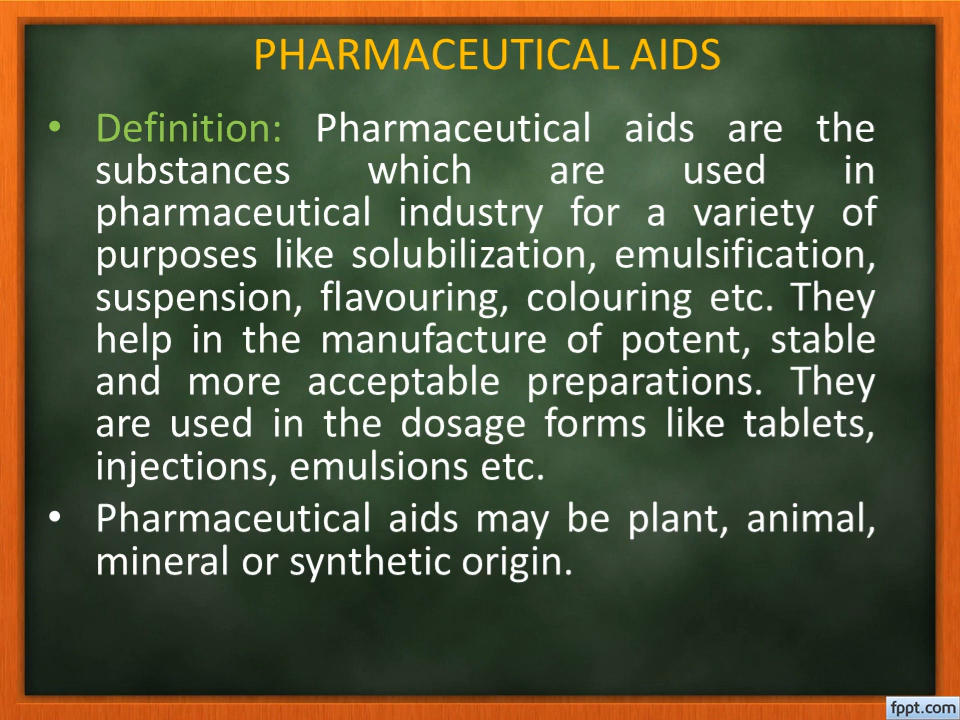 PHARMACEUTICAL AIDS
• Definition: Pharmaceutical aids are the
substances which are used in
pharmaceutical industry for a variety of
purposes like solubilization, emulsification,
suspension, flavouring, colouring etc. They
help in the manufacture of potent, stable
and more acceptable preparations. They
are used in the dosage forms like tablets,
injections, emulsions etc.
• Pharmaceutical aids may be plant, animal,
mineral or synthetic origin.
fppt.com